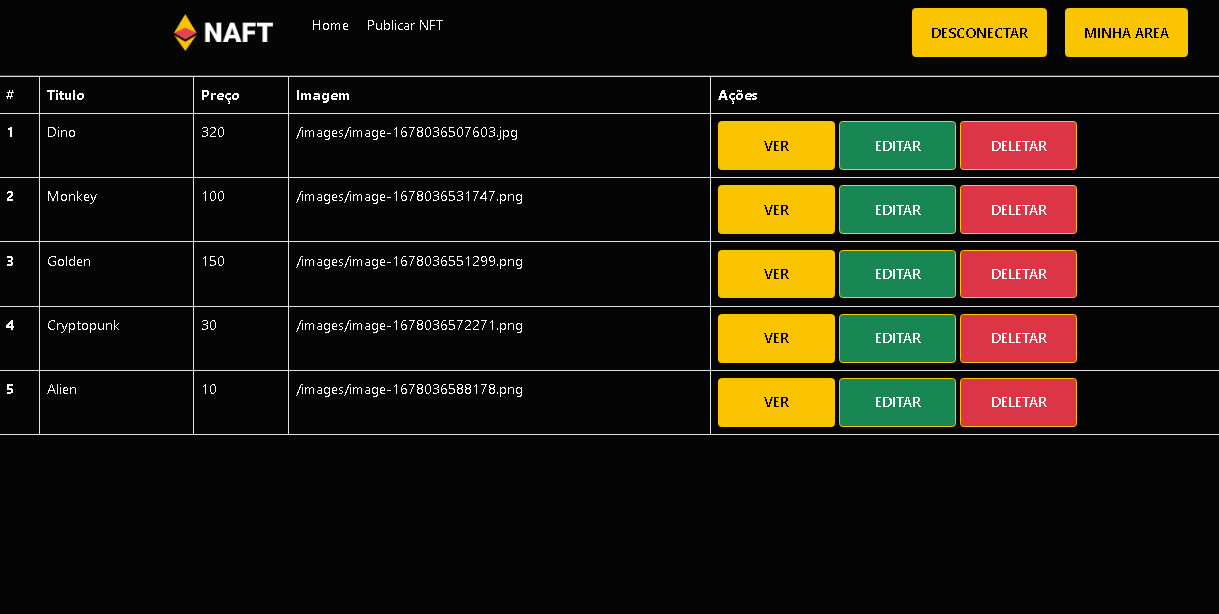 NAFT Home Publicar NFT DESCONECTAR MINHA AREA
# Titulo Preço Imagem Ações
1 Dino 320 /images/image-1678036507603.jpg VER EDITAR DELETAR
2 Monkey 100 /images/image-1678036531747.png VER EDITAR DELETAR
3 Golden 150 /images/image-1678036551299.png VER EDITAR DELETAR
4 Cryptopunk 30 /images/image-1678036572271.png VER EDITAR DELETAR
5 Alien 10 /images/image-1678036588178.png VER EDITAR DELETAR